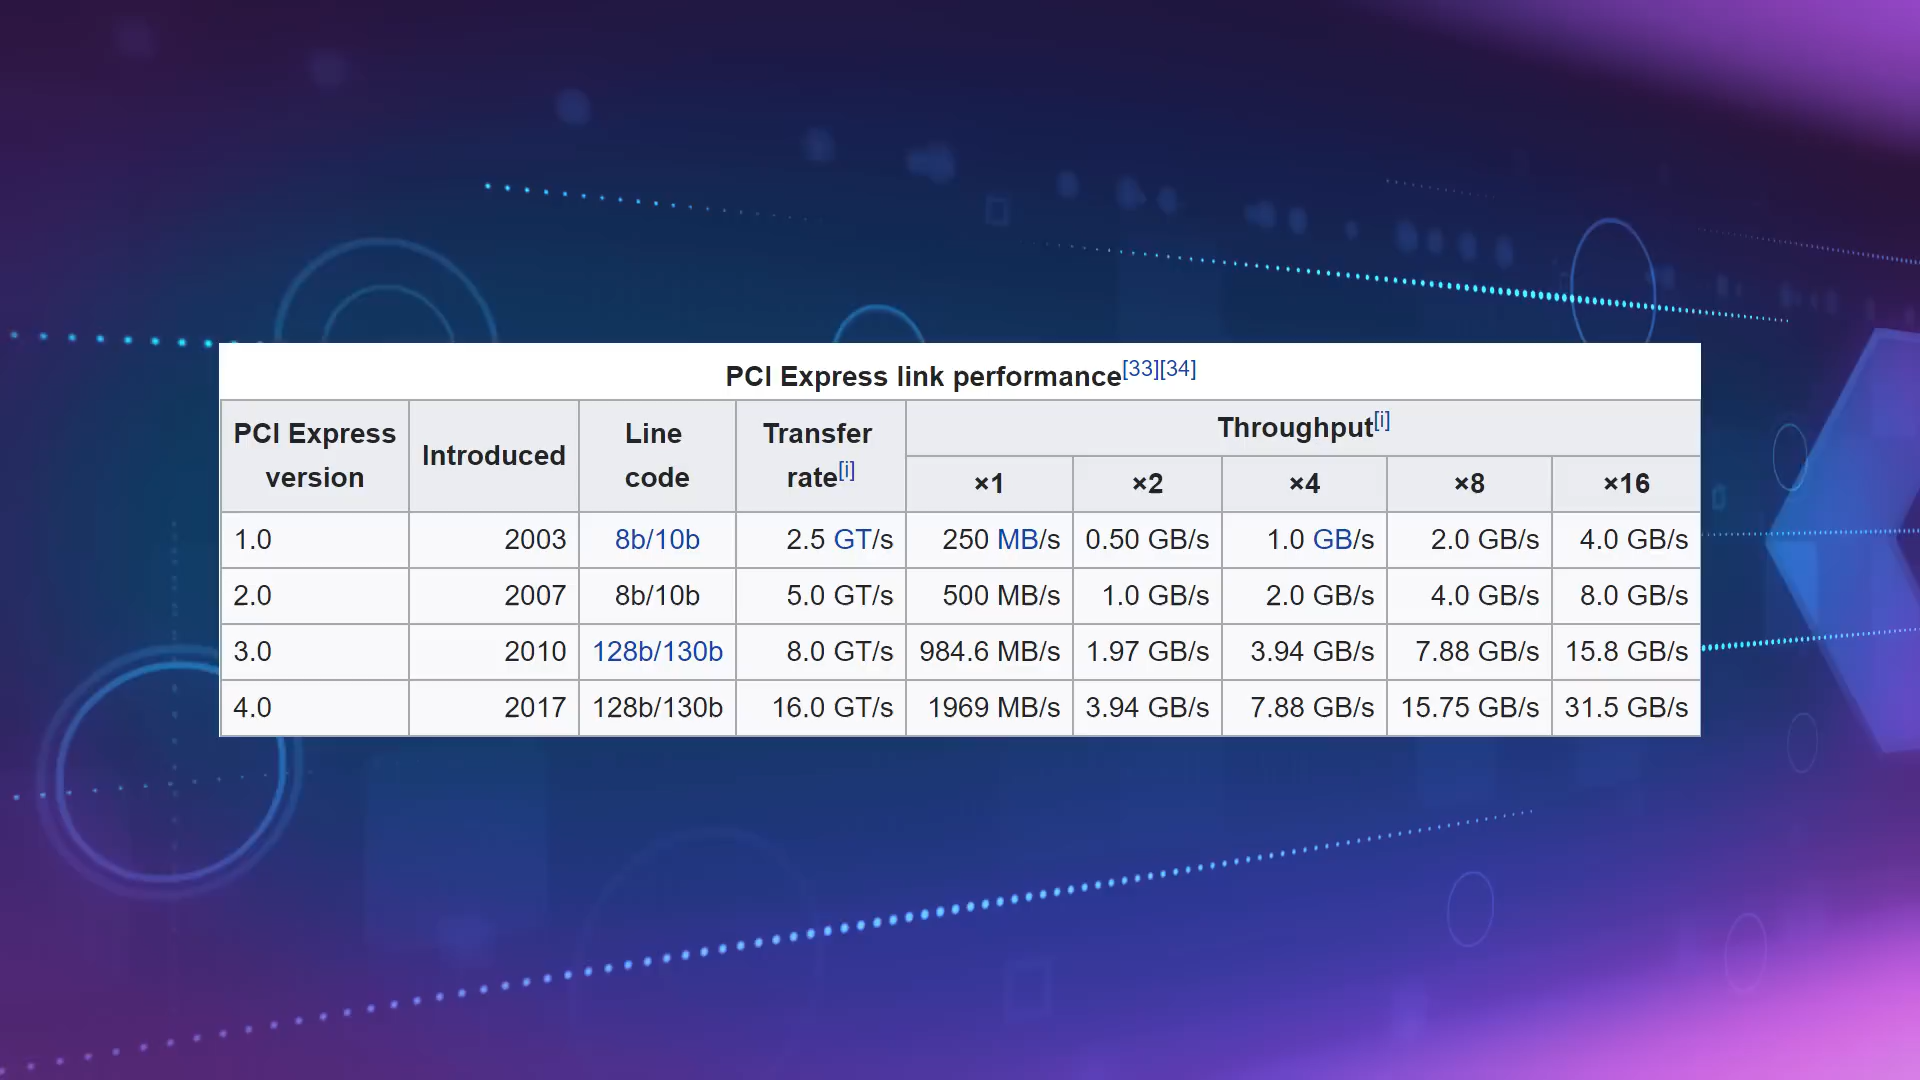 PCI Express link performance[33][34]
PCI Express version Introduced Line code Transfer rate[i] Throughput[i]
×1 ×2 ×4 ×8 ×16
1.0 2003 8b/10b 2.5 GT/s 250 MB/s 0.50 GB/s 1.0 GB/s 2.0 GB/s 4.0 GB/s
2.0 2007 8b/10b 5.0 GT/s 500 MB/s 1.0 GB/s 2.0 GB/s 4.0 GB/s 8.0 GB/s
3.0 2010 128b/130b 8.0 GT/s 984.6 MB/s 1.97 GB/s 3.94 GB/s 7.88 GB/s 15.8 GB/s
4.0 2017 128b/130b 16.0 GT/s 1969 MB/s 3.94 GB/s 7.88 GB/s 15.75 GB/s 31.5 GB/s